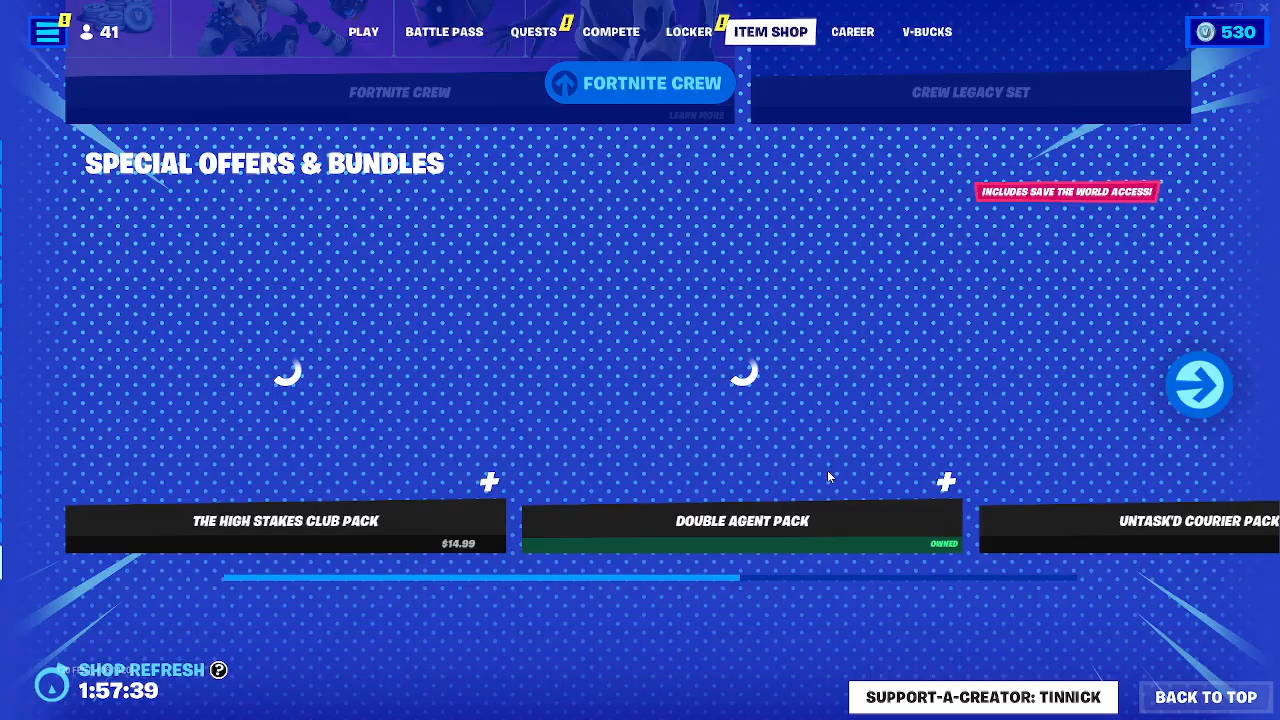 41
PLAY
BATTLE PASS
QUESTS
COMPETE
LOCKER
ITEM SHOP
CAREER
V-BUCKS
530
FORTNITE CREW
FORTNITE CREW
LEARN MORE
CREW LEGACY SET
SPECIAL OFFERS & BUNDLES
INCLUDES SAVE THE WORLD ACCESS!
THE HIGH STAKES CLUB PACK
$14.99
DOUBLE AGENT PACK
OWNED
UNTASK'D COURIER PACK
SHOP REFRESH ?
1:57:39
SUPPORT-A-CREATOR: TINNICK
BACK TO TOP